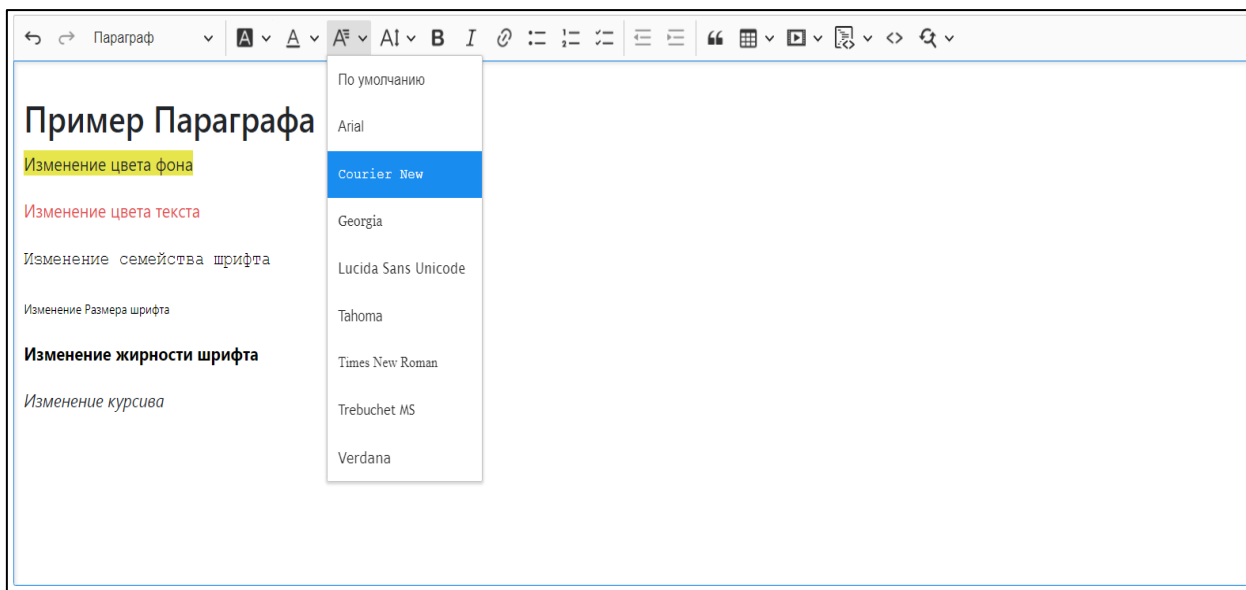 Параграф
По умолчанию
Arial
Courier New
Georgia
Lucida Sans Unicode
Tahoma
Times New Roman
Trebuchet MS
Verdana
Пример Параграфа
Изменение цвета фона
Изменение цвета текста
Изменение семейства шрифта
Изменение Размера шрифта
Изменение жирности шрифта
Изменение курсива